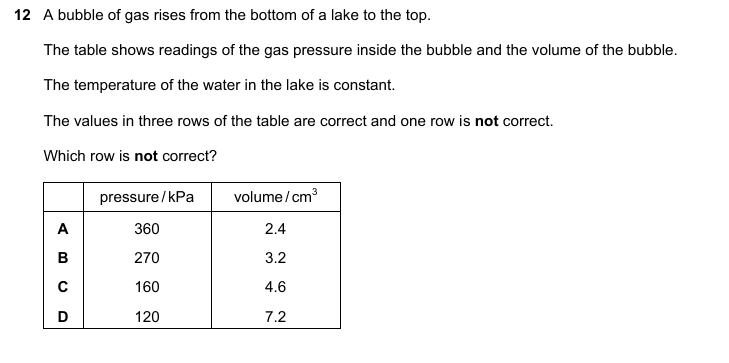 12 A bubble of gas rises from the bottom of a lake to the top.
The table shows readings of the gas pressure inside the bubble and the volume of the bubble.
The temperature of the water in the lake is constant.
The values in three rows of the table are correct and one row is not correct.
Which row is not correct?
pressure / kPa volume / cm³
A 360 2.4
B 270 3.2
C 160 4.6
D 120 7.2